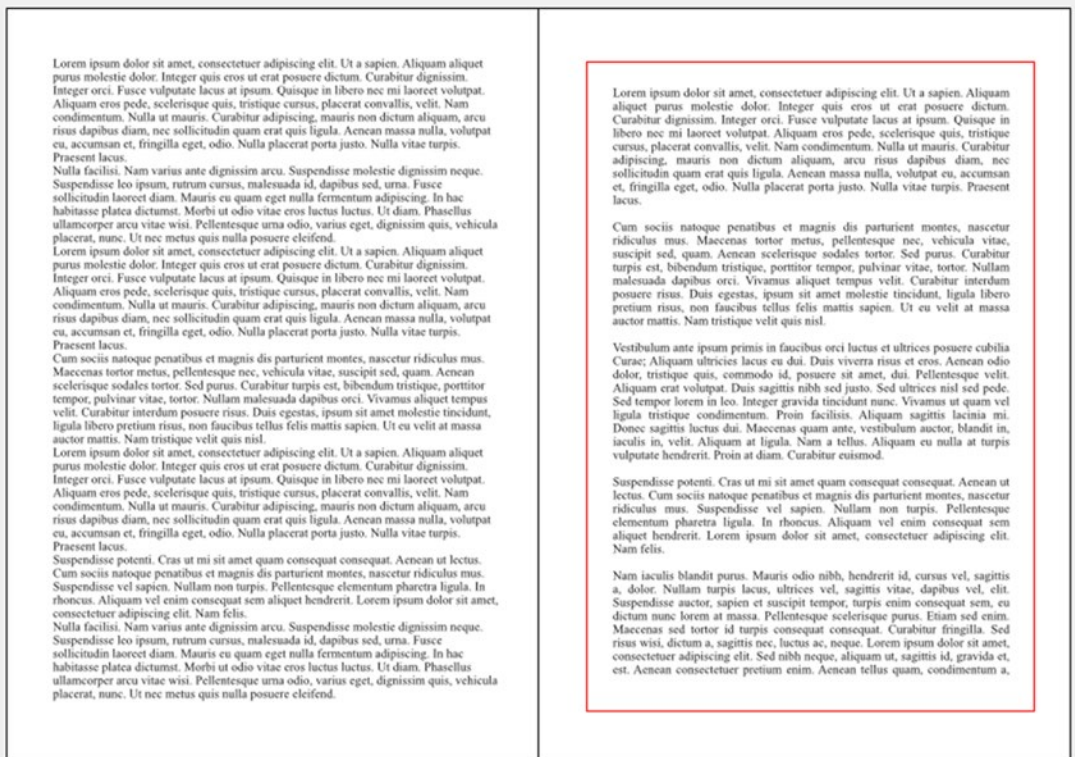 Lorem ipsum dolor sit amet, consectetuer adipiscing elit. Ut a sapien. Aliquam aliquet
purus molestie dolor. Integer quis eros ut erat posuere dictum. Curabitur dignissim.
Integer orci. Fusce vulputate lacus at ipsum. Quisque in libero nec mi laoreet volutpat.
Aliquam eros pede, scelerisque quis, tristique cursus, placerat convallis, velit. Nam
condimentum. Nulla ut mauris. Curabitur adipiscing, mauris non dictum aliquam, arcu
risus dapibus diam, nec sollicitudin quam erat quis ligula. Aenean massa nulla, volutpat
eu, accumsan et, fringilla eget, odio. Nulla placerat porta justo. Nulla vitae turpis.
Praesent lacus.
Nulla facilisi. Nam varius ante dignissim arcu. Suspendisse molestie dignissim neque.
Suspendisse leo ipsum, rutrum cursus, malesuada id, dapibus sed, urna. Fusce
sollicitudin laoreet diam. Mauris eu quam eget nulla fermentum adipiscing. In hac
habitasse platea dictumst. Morbi ut odio vitae eros luctus luctus. Ut diam. Phasellus
ullamcorper arcu vitae wisi. Pellentesque urna odio, varius eget, dignissim quis, vehicula
placerat, nunc. Ut nec metus quis nulla posuere eleifend.
Lorem ipsum dolor sit amet, consectetuer adipiscing elit. Ut a sapien. Aliquam aliquet
purus molestie dolor. Integer quis eros ut erat posuere dictum. Curabitur dignissim.
Integer orci. Fusce vulputate lacus at ipsum. Quisque in libero nec mi laoreet volutpat.
Aliquam eros pede, scelerisque quis, tristique cursus, placerat convallis, velit. Nam
condimentum. Nulla ut mauris. Curabitur adipiscing, mauris non dictum aliquam, arcu
risus dapibus diam, nec sollicitudin quam erat quis ligula. Aenean massa nulla, volutpat
eu, accumsan et, fringilla eget, odio. Nulla placerat porta justo. Nulla vitae turpis.
Praesent lacus.
Cum sociis natoque penatibus et magnis dis parturient montes, nascetur ridiculus mus.
Maecenas tortor metus, pellentesque nec, vehicula vitae, suscipit sed, quam. Aenean
scelerisque sodales tortor. Sed purus. Curabitur turpis est, bibendum tristique, porttitor
tempor, pulvinar vitae, tortor. Nullam malesuada dapibus orci. Vivamus aliquet tempus
velit. Curabitur interdum posuere risus. Duis egestas, ipsum sit amet molestie tincidunt,
ligula libero pretium risus, non faucibus tellus felis mattis sapien. Ut eu velit at massa
auctor mattis. Nam tristique velit quis nisl.
Lorem ipsum dolor sit amet, consectetuer adipiscing elit. Ut a sapien. Aliquam aliquet
purus molestie dolor. Integer quis eros ut erat posuere dictum. Curabitur dignissim.
Integer orci. Fusce vulputate lacus at ipsum. Quisque in libero nec mi laoreet volutpat.
Aliquam eros pede, scelerisque quis, tristique cursus, placerat convallis, velit. Nam
condimentum. Nulla ut mauris. Curabitur adipiscing, mauris non dictum aliquam, arcu
risus dapibus diam, nec sollicitudin quam erat quis ligula. Aenean massa nulla, volutpat
eu, accumsan et, fringilla eget, odio. Nulla placerat porta justo. Nulla vitae turpis.
Praesent lacus.
Suspendisse potenti. Cras ut mi sit amet quam consequat consequat. Aenean ut lectus.
Cum sociis natoque penatibus et magnis dis parturient montes, nascetur ridiculus mus.
Suspendisse vel sapien. Nullam non turpis. Pellentesque elementum pharetra ligula. In
rhoncus. Aliquam vel enim consequat sem aliquet hendrerit. Lorem ipsum dolor sit amet,
consectetuer adipiscing elit. Nam felis.
Nulla facilisi. Nam varius ante dignissim arcu. Suspendisse molestie dignissim neque.
Suspendisse leo ipsum, rutrum cursus, malesuada id, dapibus sed, urna. Fusce
sollicitudin laoreet diam. Mauris eu quam eget nulla fermentum adipiscing. In hac
habitasse platea dictumst. Morbi ut odio vitae eros luctus luctus. Ut diam. Phasellus
ullamcorper arcu vitae wisi. Pellentesque urna odio, varius eget, dignissim quis, vehicula
placerat, nunc. Ut nec metus quis nulla posuere eleifend.
Lorem ipsum dolor sit amet, consectetuer adipiscing elit. Ut a sapien. Aliquam
aliquet purus molestie dolor. Integer quis eros ut erat posuere dictum.
Curabitur dignissim. Integer orci. Fusce vulputate lacus at ipsum. Quisque in
libero nec mi laoreet volutpat. Aliquam eros pede, scelerisque quis, tristique
cursus, placerat convallis, velit. Nam condimentum. Nulla ut mauris. Curabitur
adipiscing, mauris non dictum aliquam, arcu risus dapibus diam, nec
sollicitudin quam erat quis ligula. Aenean massa nulla, volutpat eu, accumsan
et, fringilla eget, odio. Nulla placerat porta justo. Nulla vitae turpis. Praesent
lacus.
Cum sociis natoque penatibus et magnis dis parturient montes, nascetur
ridiculus mus. Maecenas tortor metus, pellentesque nec, vehicula vitae,
suscipit sed, quam. Aenean scelerisque sodales tortor. Sed purus. Curabitur
turpis est, bibendum tristique, porttitor tempor, pulvinar vitae, tortor. Nullam
malesuada dapibus orci. Vivamus aliquet tempus velit. Curabitur interdum
posuere risus. Duis egestas, ipsum sit amet molestie tincidunt, ligula libero
pretium risus, non faucibus tellus felis mattis sapien. Ut eu velit at massa
auctor mattis. Nam tristique velit quis nisl.
Vestibulum ante ipsum primis in faucibus orci luctus et ultrices posuere cubilia
Curae; Aliquam ultricies lacus eu dui. Duis viverra risus et eros. Aenean odio
dolor, tristique quis, commodo id, posuere sit amet, dui. Pellentesque velit.
Aliquam erat volutpat. Duis sagittis nibh sed justo. Sed ultrices nisl sed pede.
Sed tempor lorem in leo. Integer gravida tincidunt nunc. Vivamus ut quam vel
ligula tristique condimentum. Proin facilisis. Aliquam sagittis lacinia mi.
Donec sagittis luctus dui. Maecenas quam ante, vestibulum auctor, blandit in,
iaculis in, velit. Aliquam at ligula. Nam a tellus. Aliquam eu nulla at turpis
vulputate hendrerit. Proin at diam. Curabitur euismod.
Suspendisse potenti. Cras ut mi sit amet quam consequat consequat. Aenean ut
lectus. Cum sociis natoque penatibus et magnis dis parturient montes, nascetur
ridiculus mus. Suspendisse vel sapien. Nullam non turpis. Pellentesque
elementum pharetra ligula. In rhoncus. Aliquam vel enim consequat sem
aliquet hendrerit. Lorem ipsum dolor sit amet, consectetuer adipiscing elit.
Nam felis.
Nam iaculis blandit purus. Mauris odio nibh, hendrerit id, cursus vel, sagittis
a, dolor. Nullam turpis lacus, ultrices vel, sagittis vitae, dapibus vel, elit.
Suspendisse auctor, sapien et suscipit tempor, turpis enim consequat sem, eu
dictum nunc lorem at massa. Pellentesque scelerisque purus. Etiam sed enim.
Maecenas sed tortor id turpis consequat consequat. Curabitur fringilla. Sed
risus wisi, dictum a, sagittis nec, luctus ac, neque. Lorem ipsum dolor sit amet,
consectetuer adipiscing elit. Sed nibh neque, aliquam ut, sagittis id, gravida et,
est. Aenean consectetuer pretium enim. Aenean tellus quam, condimentum a,